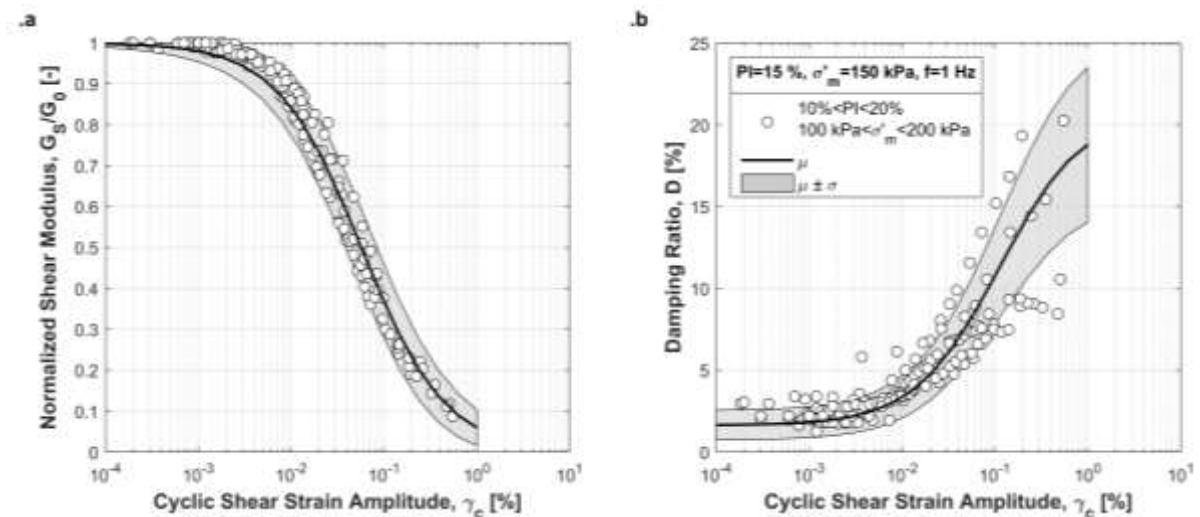 .a
Normalized Shear Modulus, G_S/G_0 [-]
1
0.9
0.8
0.7
0.6
0.5
0.4
0.3
0.2
0.1
0
10^-4
10^-3
10^-2
10^-1
10^0
10^1
Cyclic Shear Strain Amplitude, γ_c [%]
.b
Damping Ratio, D [%]
25
20
15
10
5
0
PI=15 %, σ'_m=150 kPa, f=1 Hz
10%<PI<20%
100 kPa<σ'_m<200 kPa
μ
μ ± σ
10^-4
10^-3
10^-2
10^-1
10^0
10^1
Cyclic Shear Strain Amplitude, γ_c [%]